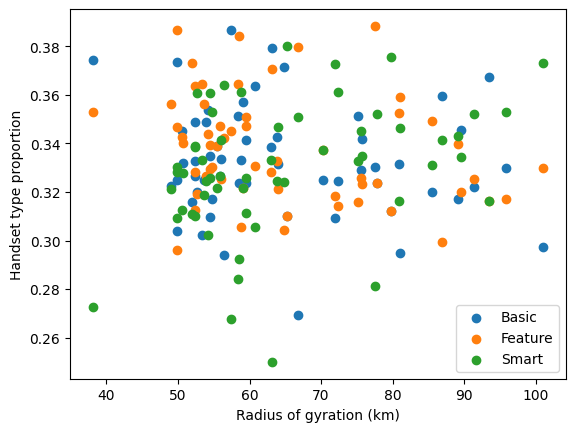 0.38
0.36
0.34
0.32
0.30
0.28
0.26
Handset type proportion
Basic
Feature
Smart
40
50
60
70
80
90
100
Radius of gyration (km)